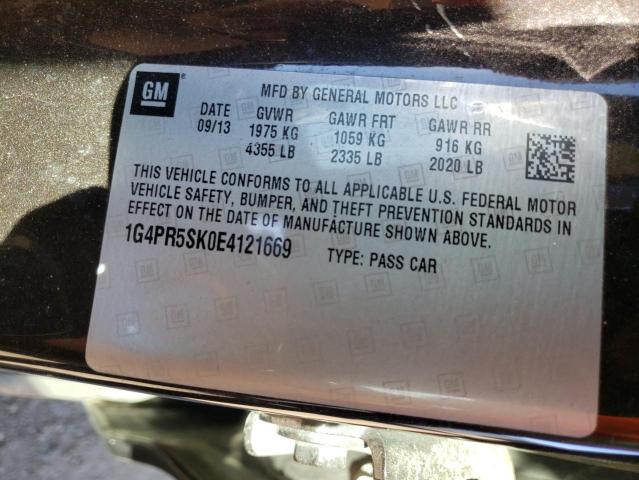 GM ®
MFD BY GENERAL MOTORS LLC
DATE GVWR GAWR FRT GAWR RR
09/13 1975 KG 1059 KG 916 KG
4355 LB 2335 LB 2020 LB
THIS VEHICLE CONFORMS TO ALL APPLICABLE U.S. FEDERAL MOTOR
VEHICLE SAFETY, BUMPER, AND THEFT PREVENTION STANDARDS IN
EFFECT ON THE DATE OF MANUFACTURE SHOWN ABOVE.
1G4PR5SK0E4121669 TYPE: PASS CAR